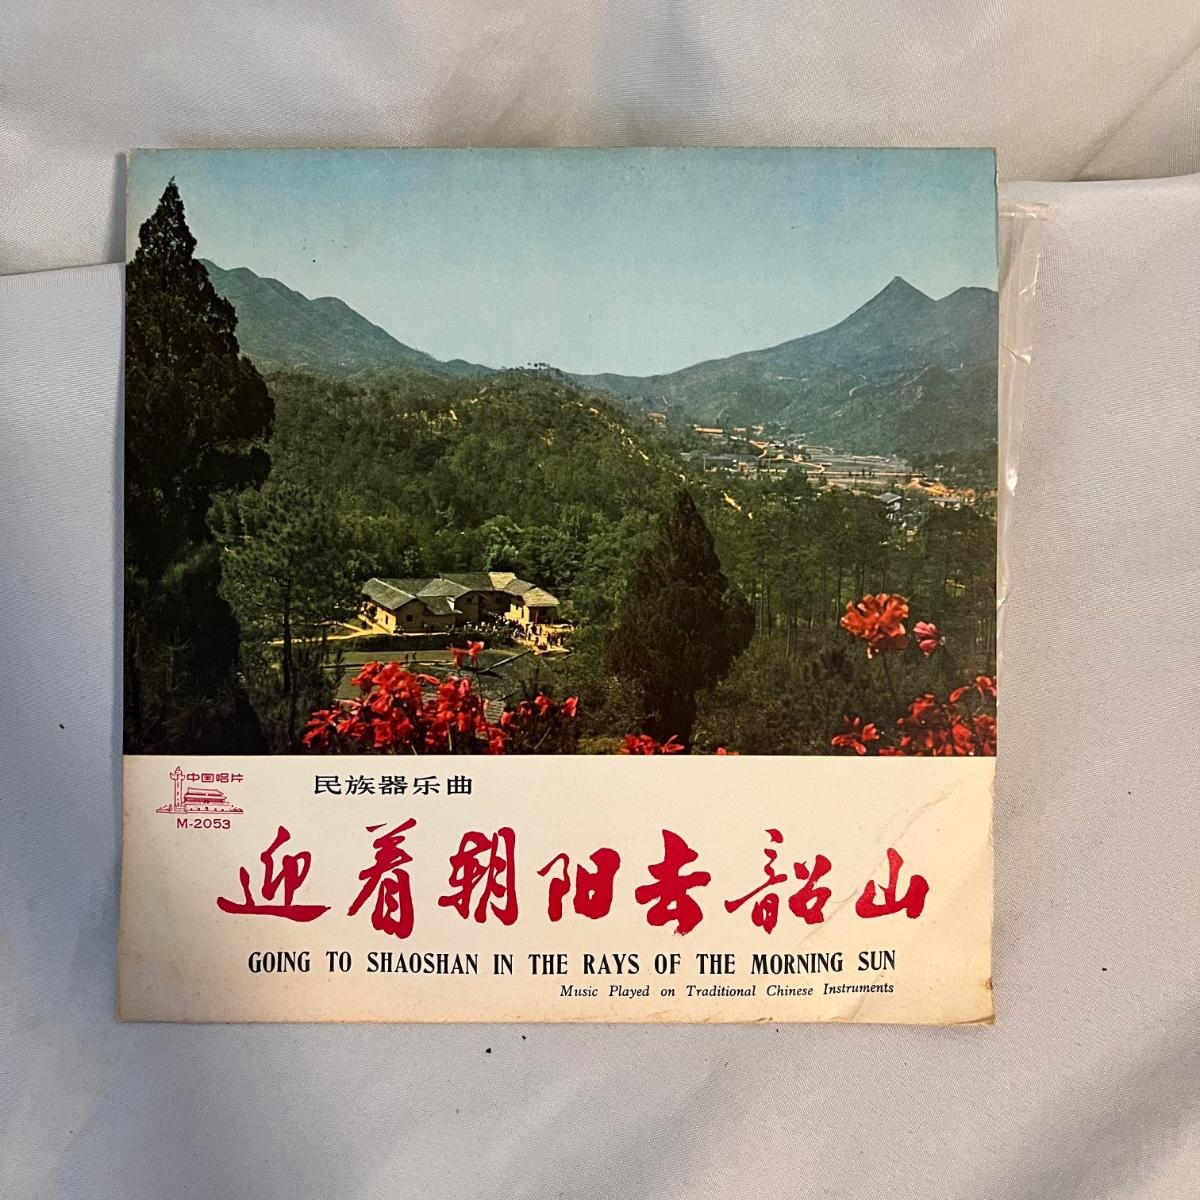 中国唱片
M-2053
民族器乐曲
迎着朝阳去韶山
GOING TO SHAOSHAN IN THE RAYS OF THE MORNING SUN
Music Played on Traditional Chinese Instruments